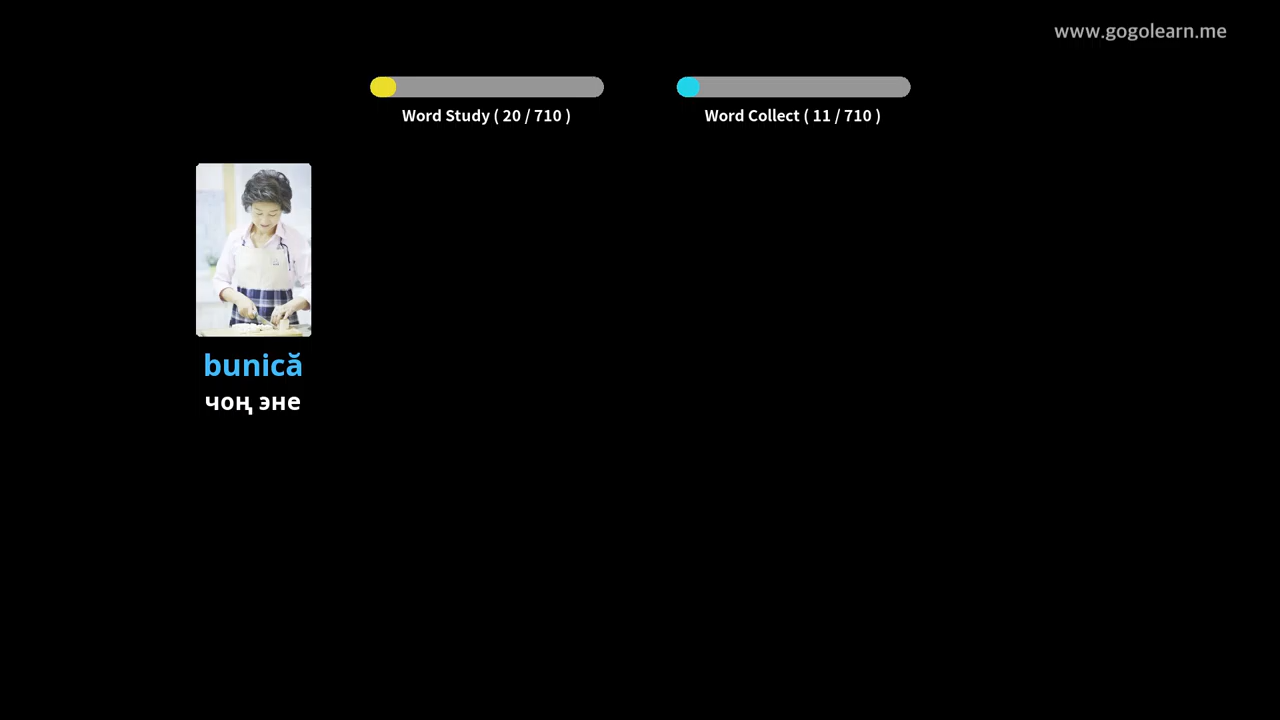 www.gogolearn.me
Word Study ( 20 / 710 )
Word Collect ( 11 / 710 )
bunică
чоң эне